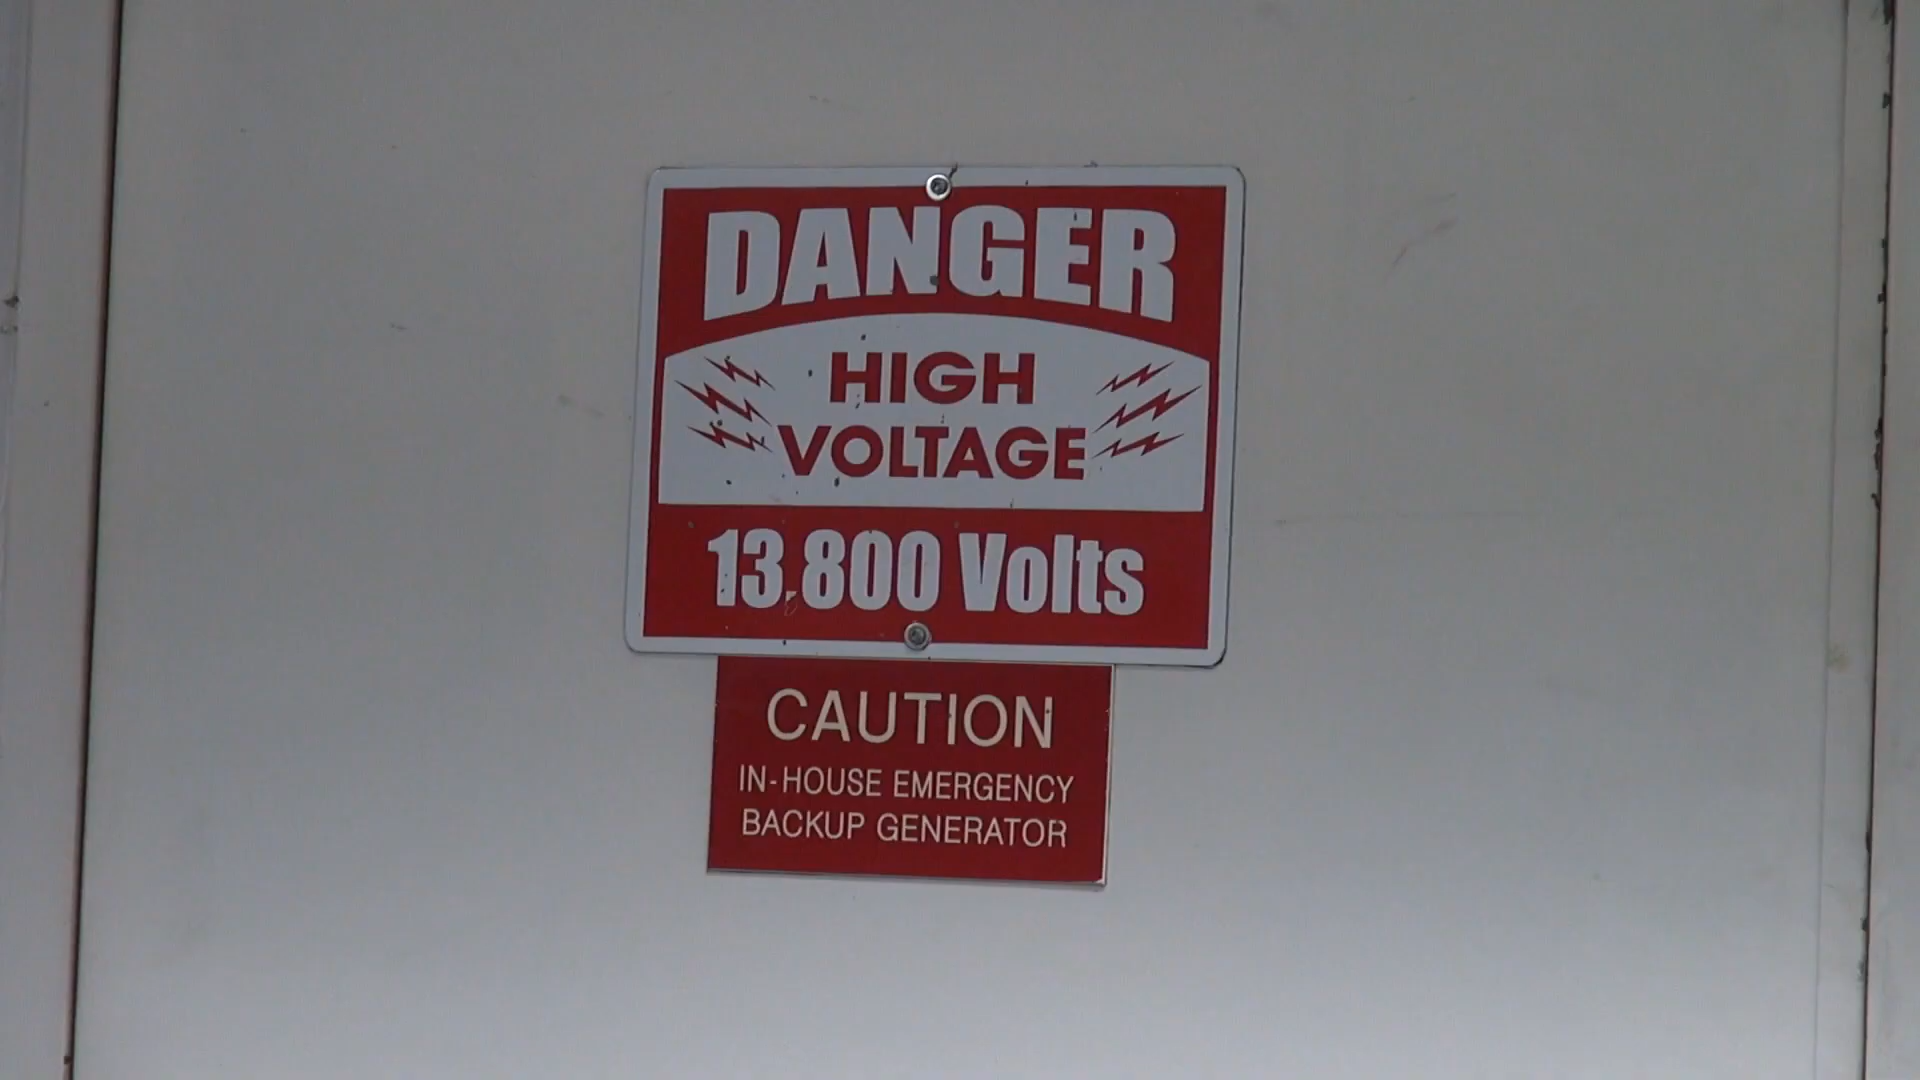 DANGER
HIGH
VOLTAGE
13,800 Volts
CAUTION
IN-HOUSE EMERGENCY
BACKUP GENERATOR